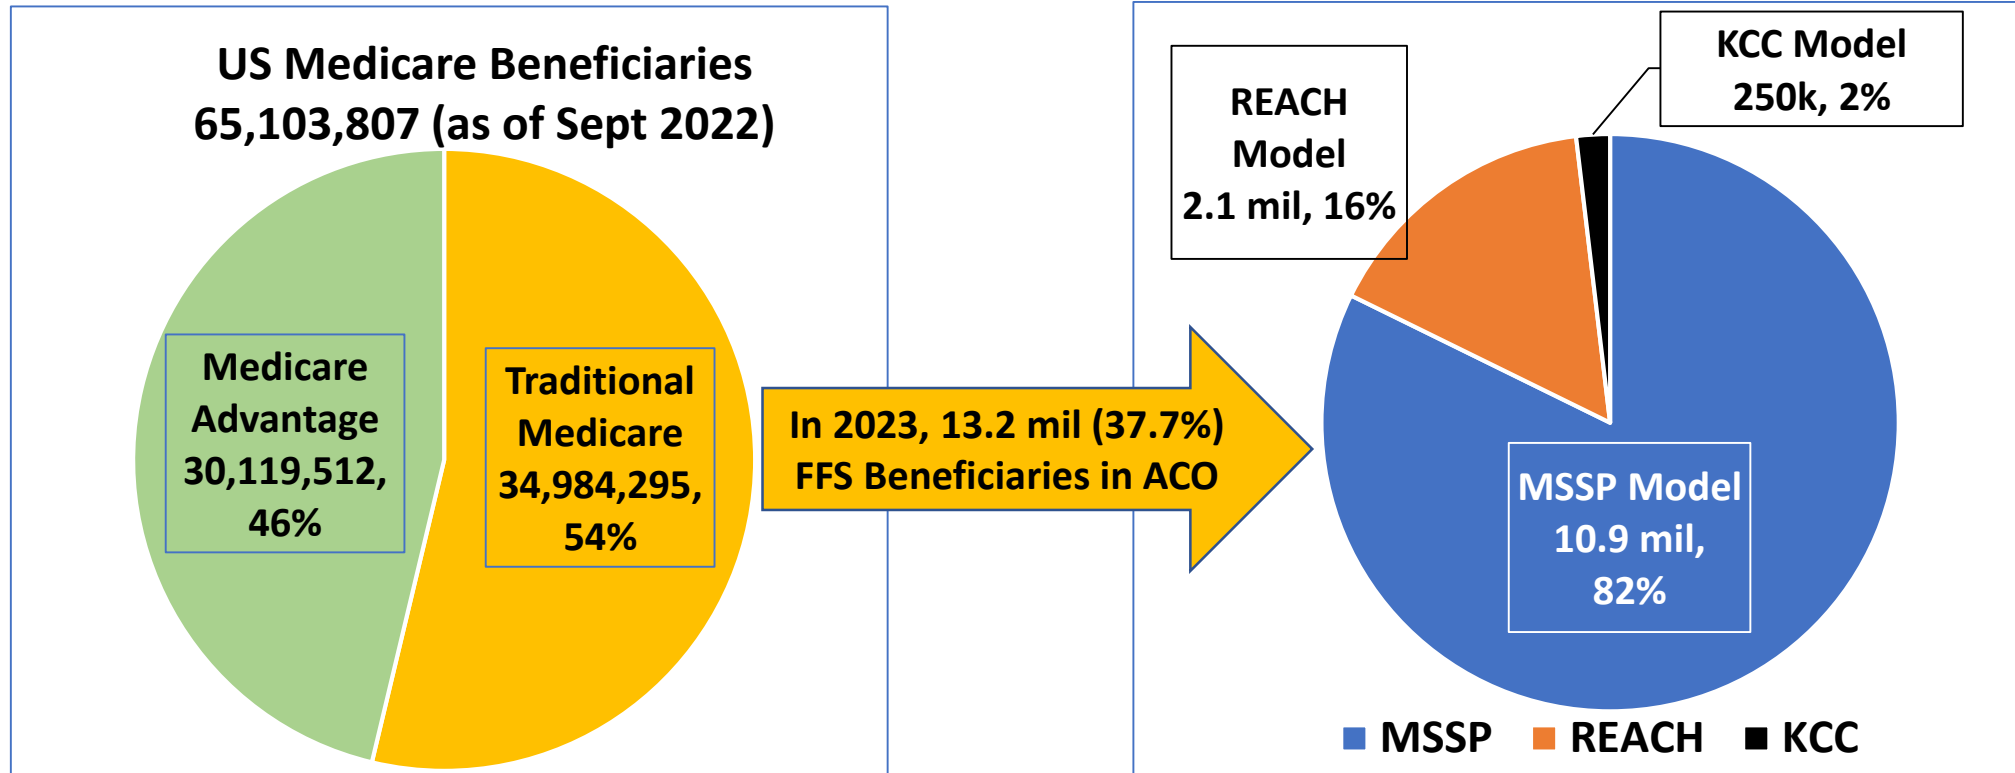 US Medicare Beneficiaries
65,103,807 (as of Sept 2022)
Medicare
Advantage
30,119,512,
46%
Traditional
Medicare
34,984,295,
54%
In 2023, 13.2 mil (37.7%)
FFS Beneficiaries in ACO
REACH
Model
2.1 mil, 16%
KCC Model
250k, 2%
MSSP Model
10.9 mil,
82%
MSSP REACH KCC